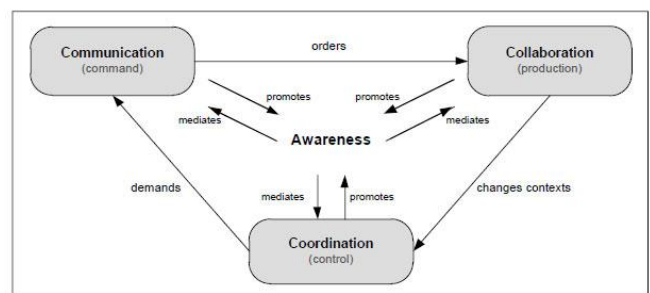 Communication
(command)
orders
Collaboration
(production)
promotes
promotes
mediates
mediates
Awareness
demands
mediates
promotes
changes contexts
Coordination
(control)